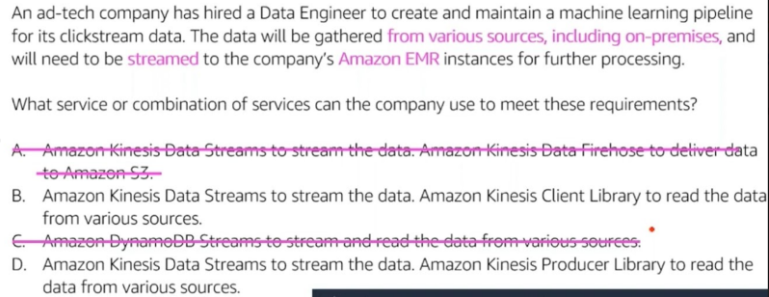 An ad-tech company has hired a Data Engineer to create and maintain a machine learning pipeline
for its clickstream data. The data will be gathered from various sources, including on-premises, and
will need to be streamed to the company's Amazon EMR instances for further processing.
What service or combination of services can the company use to meet these requirements?
A. Amazon Kinesis Data Streams to stream the data. Amazon Kinesis Data Firehose to deliver data
to Amazon S3.
B. Amazon Kinesis Data Streams to stream the data. Amazon Kinesis Client Library to read the data
from various sources.
C. Amazon DynamoDB Streams to stream and read the data from various sources.
D. Amazon Kinesis Data Streams to stream the data. Amazon Kinesis Producer Library to read the
data from various sources.